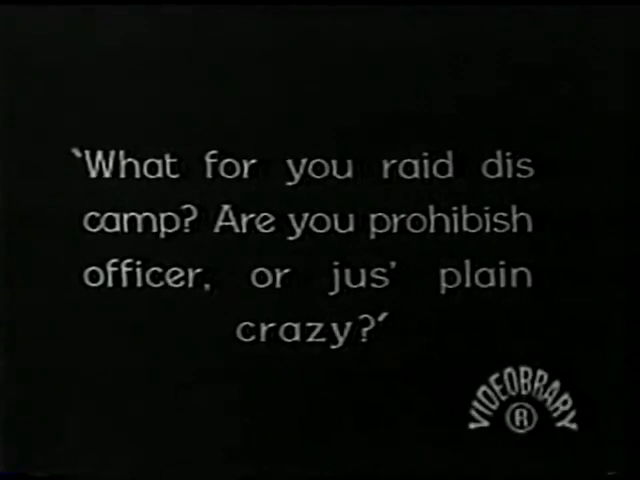 ‵What for you raid dis
camp? Are you prohibish
officer, or jus' plain
crazy?′
VIDEOBRARY
®